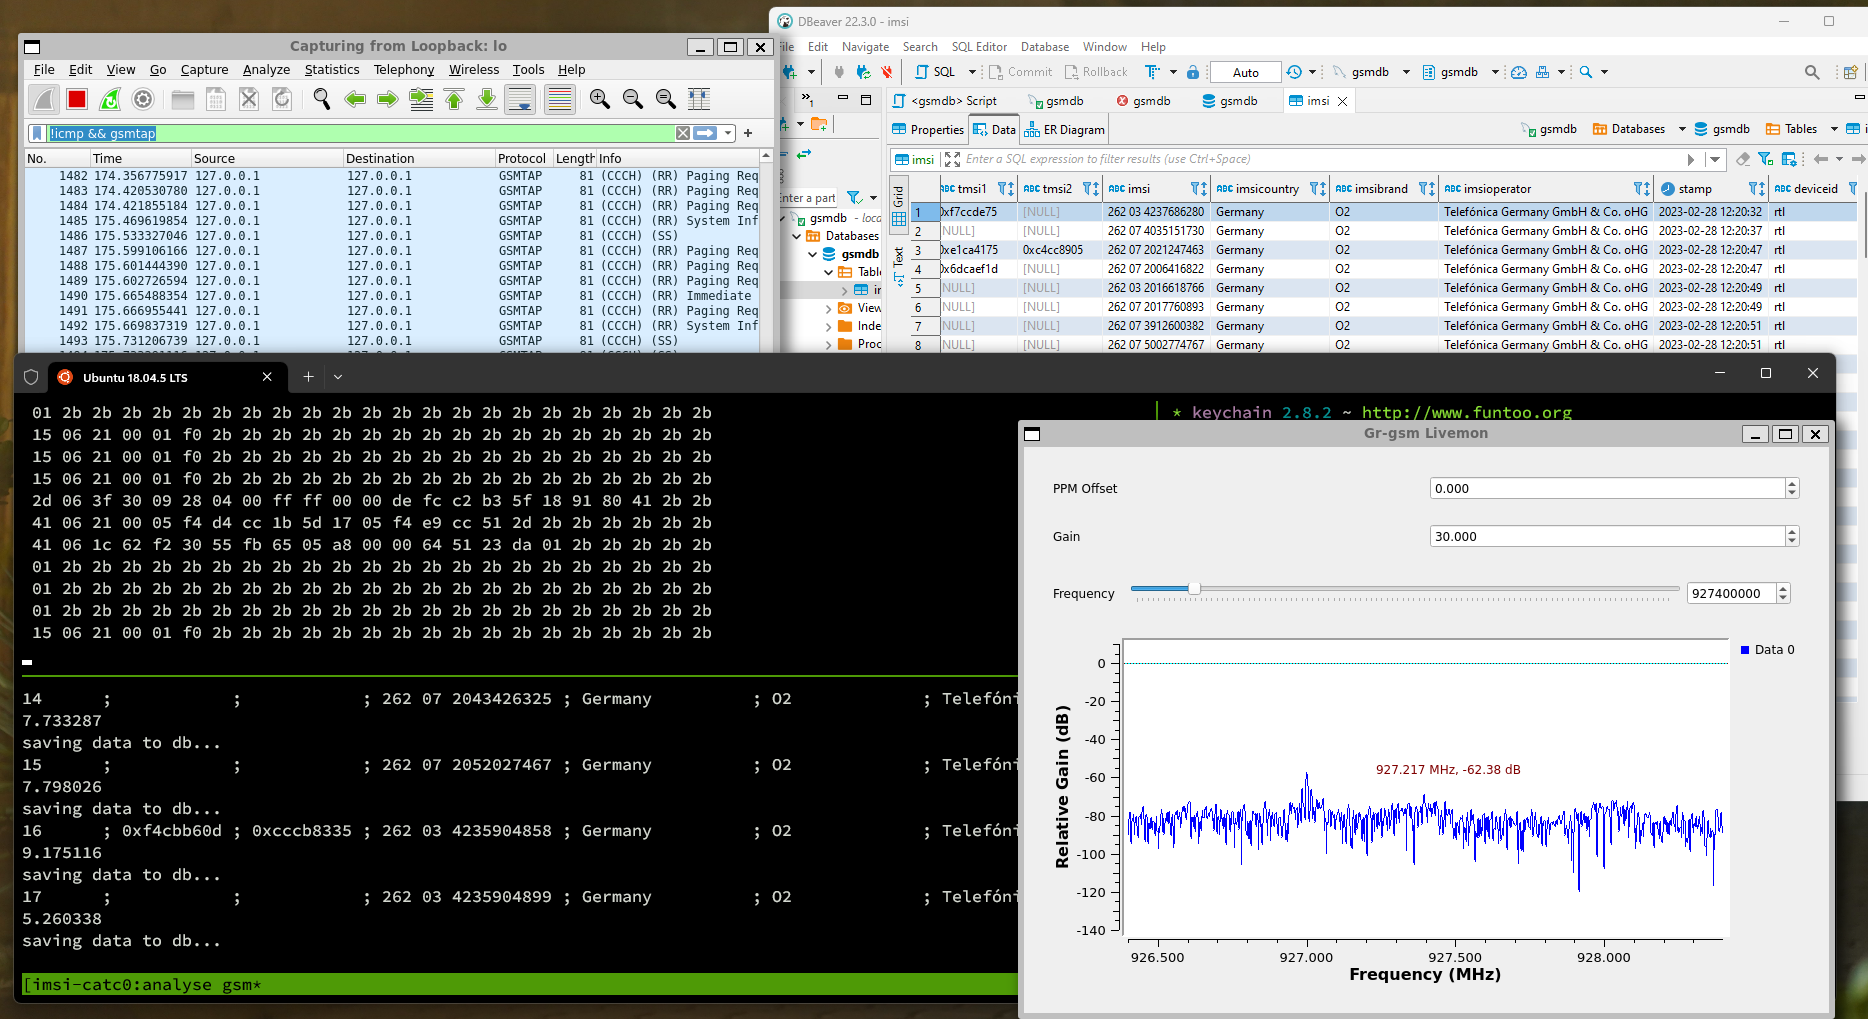 Capturing from Loopback: lo
File Edit View Go Capture Analyze Statistics Telephony Wireless Tools Help
!icmp && gsmtap
No. Time Source Destination Protocol Length Info
1482 174.356775917 127.0.0.1 127.0.0.1 GSMTAP 81 (CCCH) (RR) Paging Req
1483 174.420530780 127.0.0.1 127.0.0.1 GSMTAP 81 (CCCH) (RR) Paging Req
1484 174.421855184 127.0.0.1 127.0.0.1 GSMTAP 81 (CCCH) (RR) Paging Req
1485 175.469619854 127.0.0.1 127.0.0.1 GSMTAP 81 (CCCH) (RR) System Inf
1486 175.533327046 127.0.0.1 127.0.0.1 GSMTAP 81 (CCCH) (SS)
1487 175.599106166 127.0.0.1 127.0.0.1 GSMTAP 81 (CCCH) (RR) Paging Req
1488 175.601444390 127.0.0.1 127.0.0.1 GSMTAP 81 (CCCH) (RR) Paging Req
1489 175.602726594 127.0.0.1 127.0.0.1 GSMTAP 81 (CCCH) (RR) Paging Req
1490 175.665488354 127.0.0.1 127.0.0.1 GSMTAP 81 (CCCH) (RR) Immediate
1491 175.666955441 127.0.0.1 127.0.0.1 GSMTAP 81 (CCCH) (RR) Paging Req
1492 175.669837319 127.0.0.1 127.0.0.1 GSMTAP 81 (CCCH) (RR) System Inf
1493 175.731206739 127.0.0.1 127.0.0.1 GSMTAP 81 (CCCH) (SS)
DBeaver 22.3.0 - imsi
ile Edit Navigate Search SQL Editor Database Window Help
SQL Commit Rollback Auto gsmdb gsmdb
<gsmdb> Script gsmdb gsmdb gsmdb imsi
Properties Data ER Diagram gsmdb Databases gsmdb Tables
imsi Enter a SQL expression to filter results (use Ctrl+Space)
enter a part
gsmdb - loca
Databases
gsmdb
Table
View
Inde
Proc
Grid
Text
tmsi1 tmsi2 imsi imsicountry imsibrand imsioperator stamp deviceid
1 0xf7ccde75 [NULL] 262 03 4237686280 Germany O2 Telefónica Germany GmbH & Co. oHG 2023-02-28 12:20:32 rtl
2 [NULL] [NULL] 262 07 4035151730 Germany O2 Telefónica Germany GmbH & Co. oHG 2023-02-28 12:20:37 rtl
3 0xe1ca4175 0xc4cc8905 262 07 2021247463 Germany O2 Telefónica Germany GmbH & Co. oHG 2023-02-28 12:20:47 rtl
4 0x6dcaef1d [NULL] 262 07 2006416822 Germany O2 Telefónica Germany GmbH & Co. oHG 2023-02-28 12:20:47 rtl
5 [NULL] [NULL] 262 03 2016618766 Germany O2 Telefónica Germany GmbH & Co. oHG 2023-02-28 12:20:49 rtl
6 [NULL] [NULL] 262 07 2017760893 Germany O2 Telefónica Germany GmbH & Co. oHG 2023-02-28 12:20:49 rtl
7 [NULL] [NULL] 262 07 3912600382 Germany O2 Telefónica Germany GmbH & Co. oHG 2023-02-28 12:20:51 rtl
8 [NULL] [NULL] 262 07 5002774767 Germany O2 Telefónica Germany GmbH & Co. oHG 2023-02-28 12:20:51 rtl
Ubuntu 18.04.5 LTS
01 2b 2b 2b 2b 2b 2b 2b 2b 2b 2b 2b 2b 2b 2b 2b 2b 2b 2b 2b 2b 2b 2b
15 06 21 00 01 f0 2b 2b 2b 2b 2b 2b 2b 2b 2b 2b 2b 2b 2b 2b 2b 2b 2b
15 06 21 00 01 f0 2b 2b 2b 2b 2b 2b 2b 2b 2b 2b 2b 2b 2b 2b 2b 2b 2b
15 06 21 00 01 f0 2b 2b 2b 2b 2b 2b 2b 2b 2b 2b 2b 2b 2b 2b 2b 2b 2b
2d 06 3f 30 09 28 04 00 ff ff 00 00 de fc c2 b3 5f 18 91 80 41 2b 2b
41 06 21 00 05 f4 d4 cc 1b 5d 17 05 f4 e9 cc 51 2d 2b 2b 2b 2b 2b 2b
41 06 1c 62 f2 30 55 fb 65 05 a8 00 00 64 51 23 da 01 2b 2b 2b 2b 2b
01 2b 2b 2b 2b 2b 2b 2b 2b 2b 2b 2b 2b 2b 2b 2b 2b 2b 2b 2b 2b 2b 2b
01 2b 2b 2b 2b 2b 2b 2b 2b 2b 2b 2b 2b 2b 2b 2b 2b 2b 2b 2b 2b 2b 2b
01 2b 2b 2b 2b 2b 2b 2b 2b 2b 2b 2b 2b 2b 2b 2b 2b 2b 2b 2b 2b 2b 2b
15 06 21 00 01 f0 2b 2b 2b 2b 2b 2b 2b 2b 2b 2b 2b 2b 2b 2b 2b 2b 2b
* keychain 2.8.2 ~ http://www.funtoo.org
14 ; ; ; 262 07 2043426325 ; Germany ; O2 ; Telefóni
7.733287
saving data to db...
15 ; ; ; 262 07 2052027467 ; Germany ; O2 ; Telefóni
7.798026
saving data to db...
16 ; 0xf4cbb60d ; 0xcccb8335 ; 262 03 4235904858 ; Germany ; O2 ; Telefóni
9.175116
saving data to db...
17 ; ; ; 262 03 4235904899 ; Germany ; O2 ; Telefóni
5.260338
saving data to db...
[imsi-catc0:analyse gsm*
Gr-gsm Livemon
PPM Offset 0.000
Gain 30.000
Frequency 927400000
Data 0
Relative Gain (dB)
0
-20
-40
-60
-80
-100
-120
-140
927.217 MHz, -62.38 dB
926.500 927.000 927.500 928.000
Frequency (MHz)